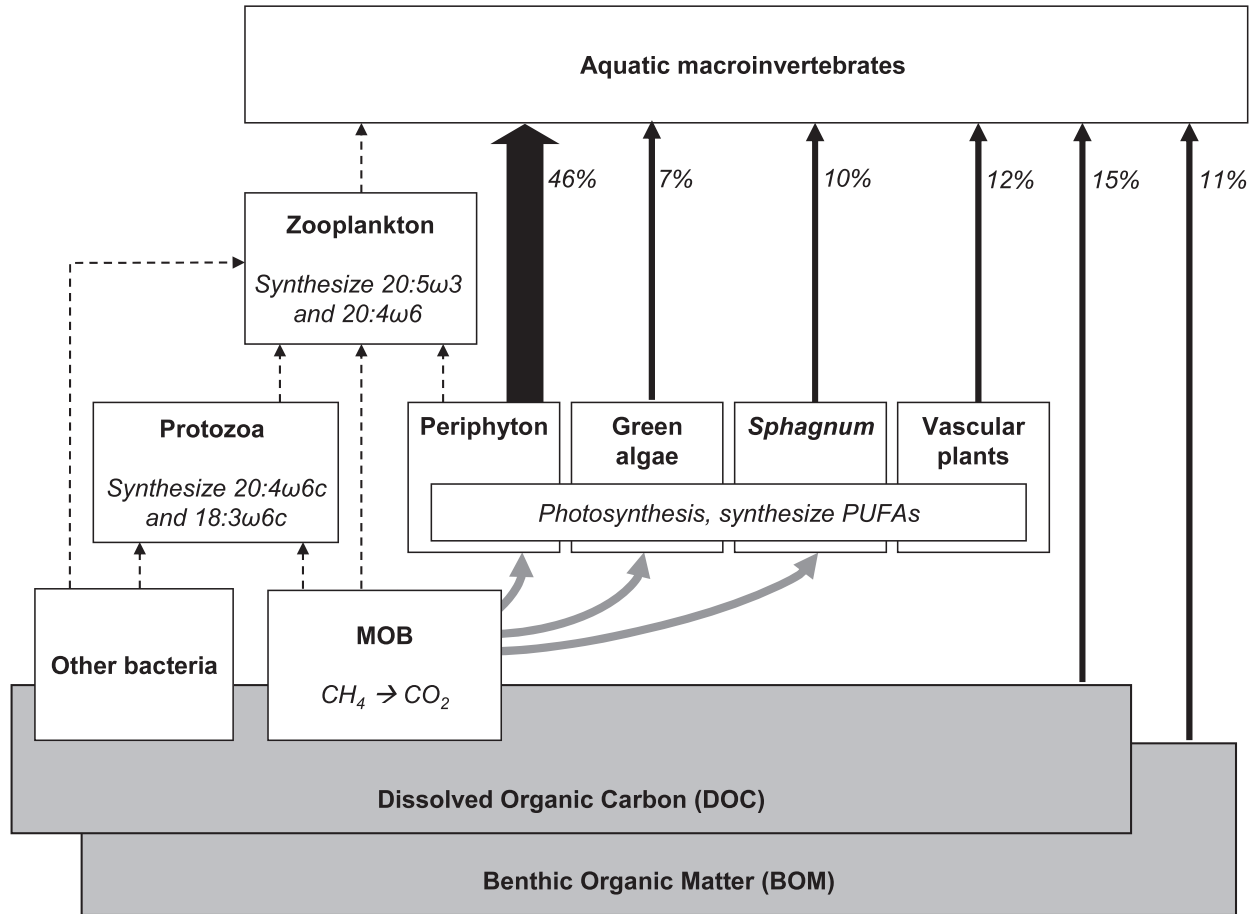 Aquatic macroinvertebrates
46%
7%
10%
12%
15%
11%
Zooplankton
Synthesize 20:5ω3
and 20:4ω6
Protozoa
Synthesize 20:4ω6c
and 18:3ω6c
Periphyton
Green
algae
Sphagnum
Vascular
plants
Photosynthesis, synthesize PUFAs
Other bacteria
MOB
CH₄ → CO₂
Dissolved Organic Carbon (DOC)
Benthic Organic Matter (BOM)